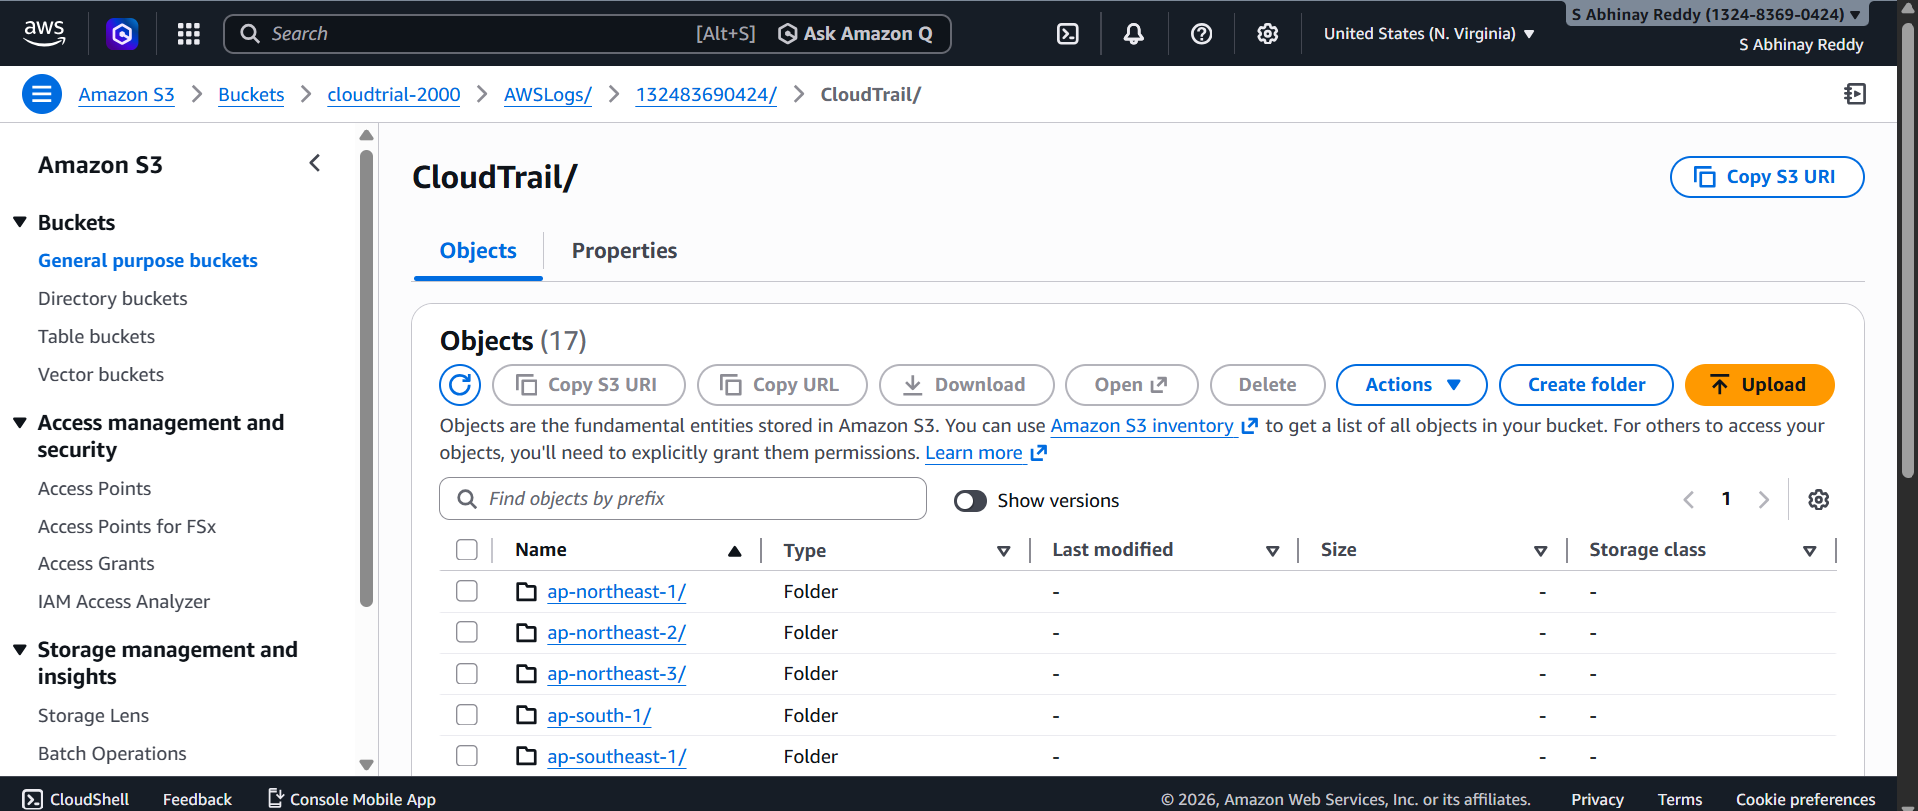 aws
Search [Alt+S] Ask Amazon Q
United States (N. Virginia)
S Abhinay Reddy (1324-8369-0424)
S Abhinay Reddy
Amazon S3 Buckets cloudtrial-2000 AWSLogs/ 132483690424/ CloudTrail/
Amazon S3
Buckets
General purpose buckets
Directory buckets
Table buckets
Vector buckets
Access management and
security
Access Points
Access Points for FSx
Access Grants
IAM Access Analyzer
Storage management and
insights
Storage Lens
Batch Operations
CloudTrail/
Copy S3 URI
Objects Properties
Objects (17)
Copy S3 URI Copy URL Download Open Delete Actions Create folder Upload
Objects are the fundamental entities stored in Amazon S3. You can use Amazon S3 inventory to get a list of all objects in your bucket. For others to access your
objects, you'll need to explicitly grant them permissions. Learn more
Find objects by prefix Show versions 1
Name Type Last modified Size Storage class
ap-northeast-1/ Folder - - -
ap-northeast-2/ Folder - - -
ap-northeast-3/ Folder - - -
ap-south-1/ Folder - - -
ap-southeast-1/ Folder - - -
CloudShell Feedback Console Mobile App © 2026, Amazon Web Services, Inc. or its affiliates. Privacy Terms Cookie preferences